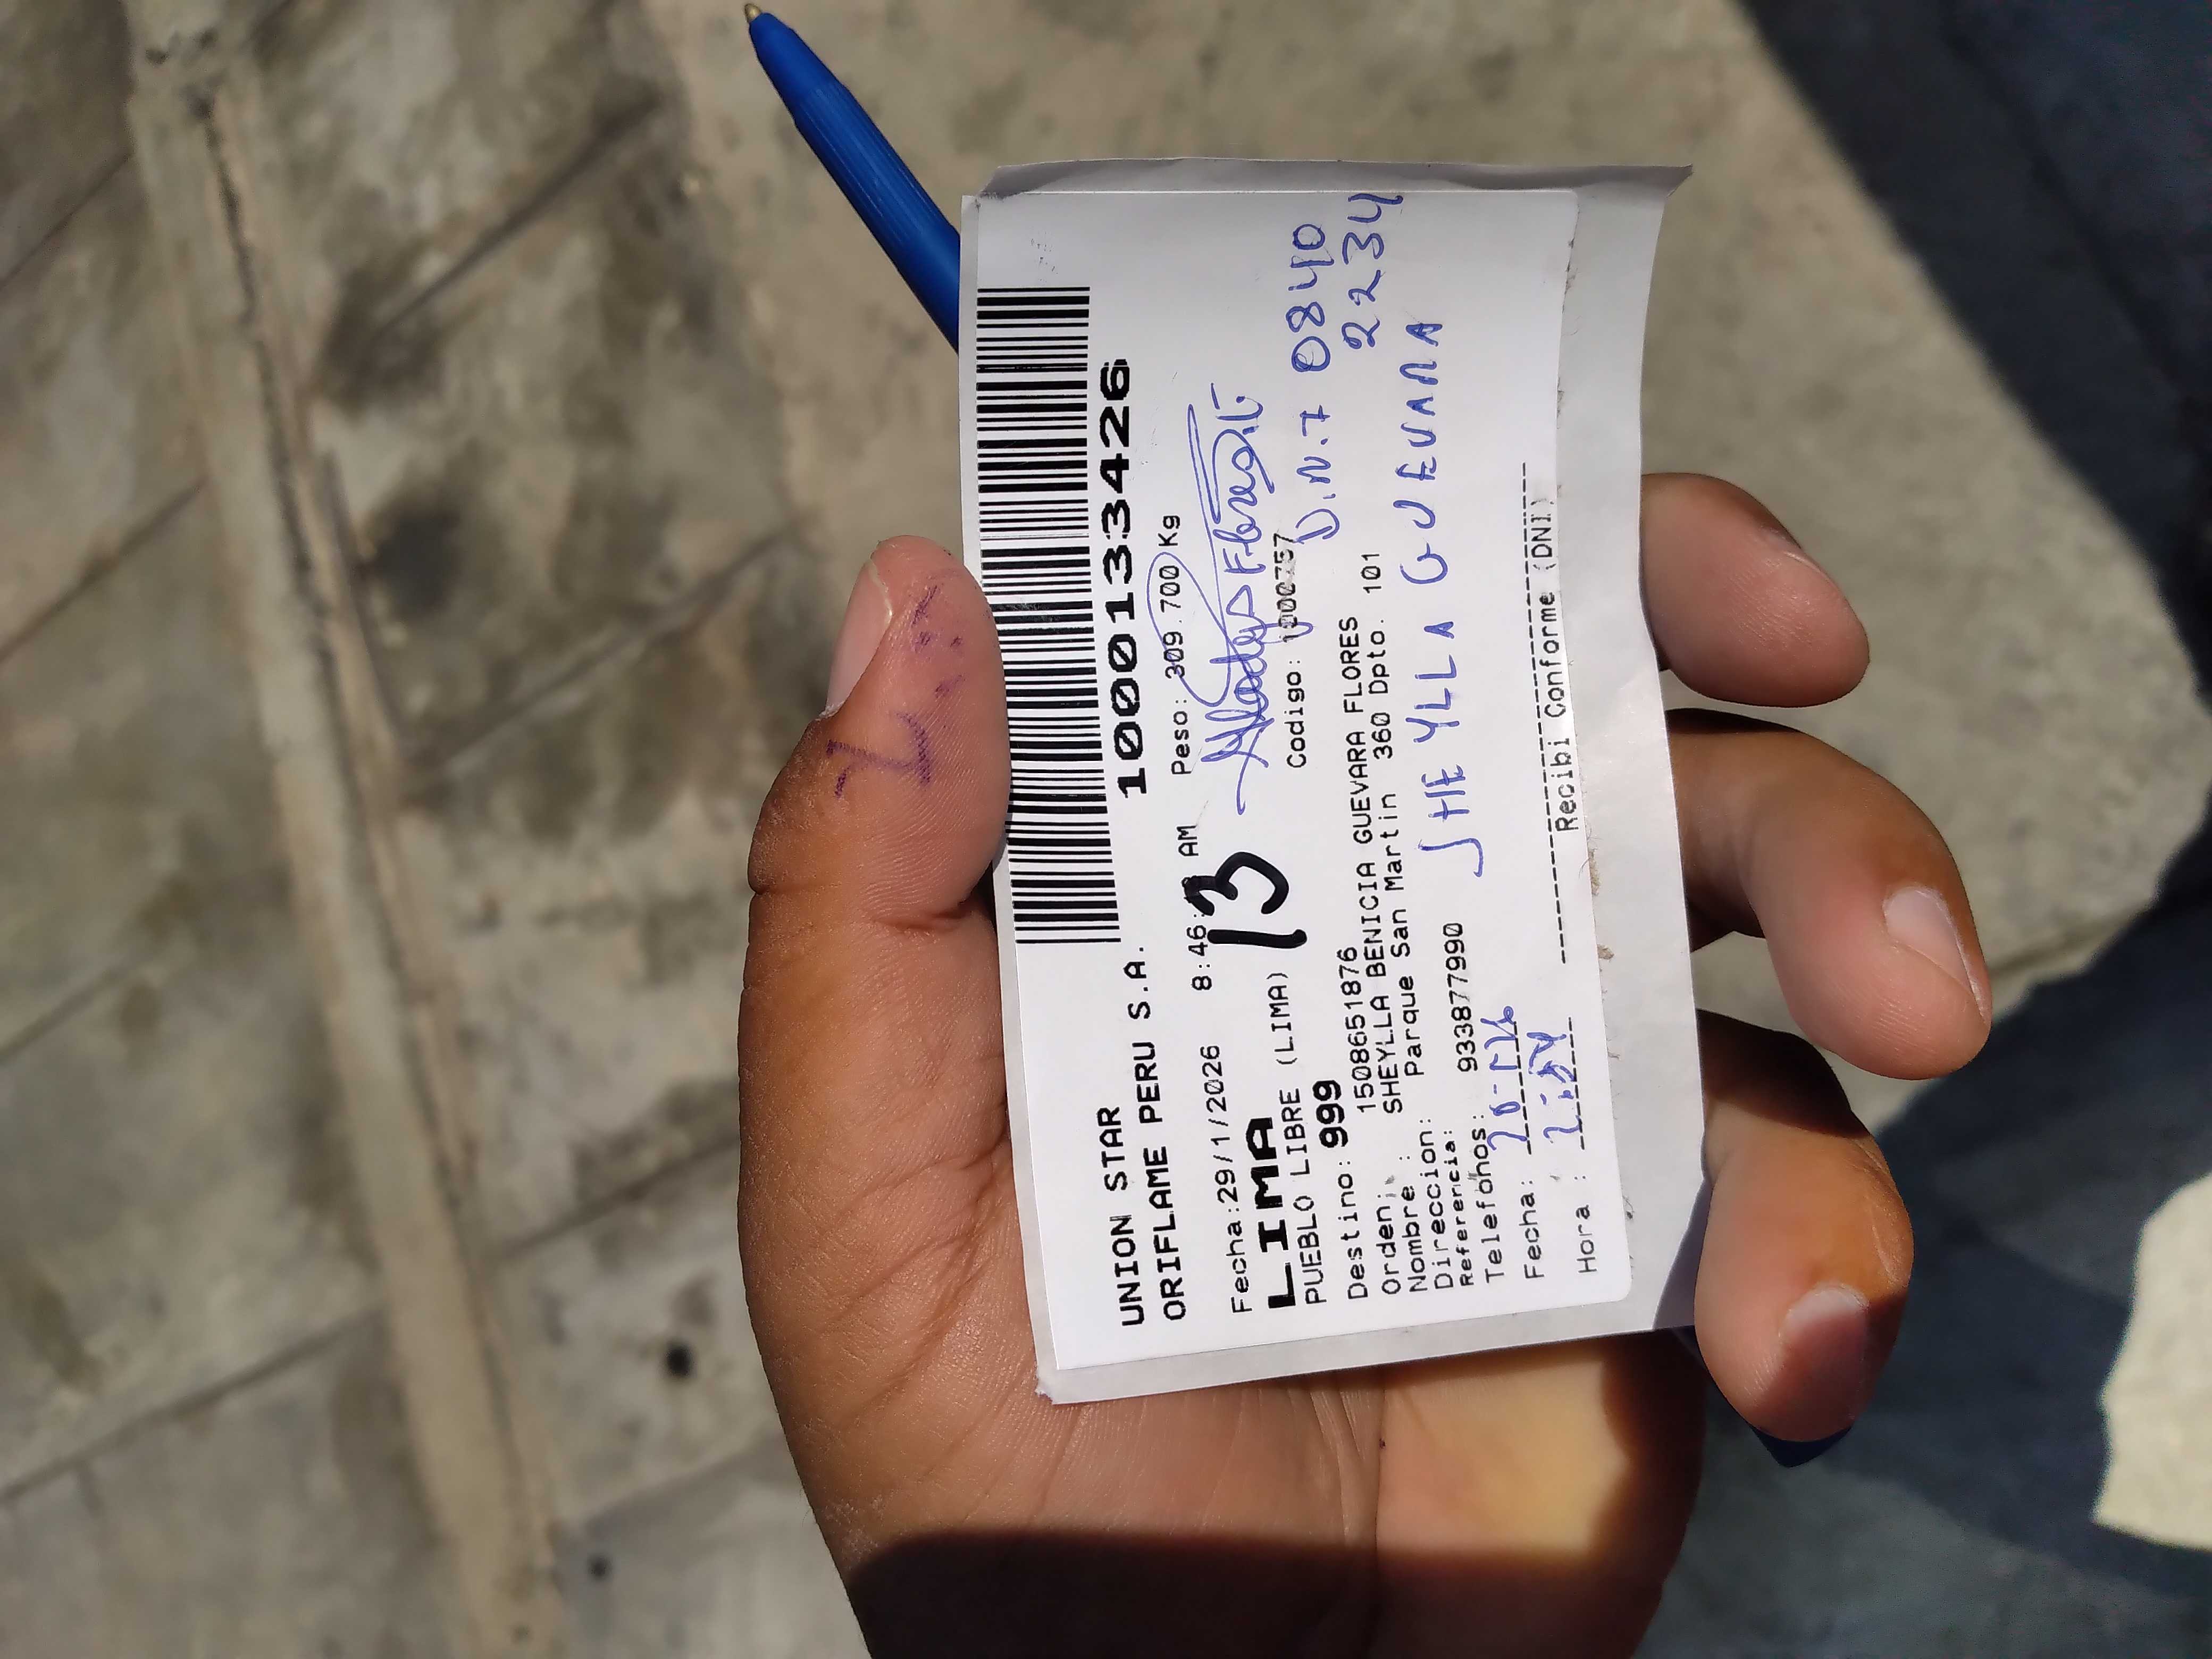 1000133426
UNION STAR
ORIFLAME PERU S.A.
Fecha:29/1/2026 8:46: AM Peso: 309.700 Kg
LIMA 13
PUEBLO LIBRE (LIMA) Codigo: 1000757
Destino: 999 D.N.7 0840
2234
Orden: 1508651876
Nombre : SHEYLLA BENICIA GUEVARA FLORES
Direccion: Parque San Martin 360 Dpto. 101
Referencia:
Telefonos: 933877990 SHEYLLA GUEVARA
Fecha:
Hora :
Recibi Conforme (DNI)